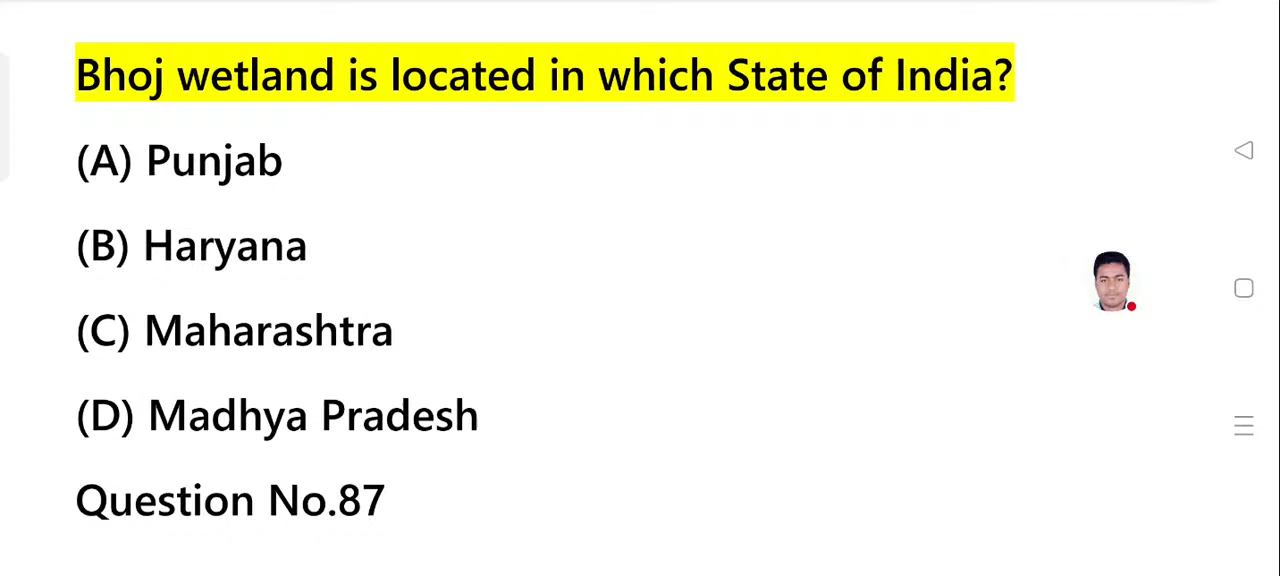 Bhoj wetland is located in which State of India?
(A) Punjab
(B) Haryana
(C) Maharashtra
(D) Madhya Pradesh
Question No.87